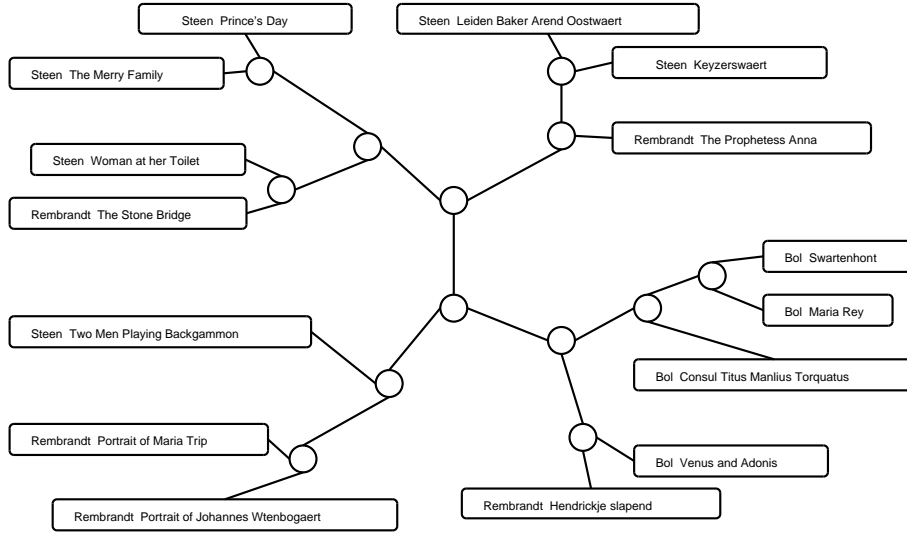 Steen Prince's Day
Steen Leiden Baker Arend Oostwaert
Steen The Merry Family
Steen Keyzerswaert
Rembrandt The Prophetess Anna
Steen Woman at her Toilet
Rembrandt The Stone Bridge
Bol Swartenhont
Bol Maria Rey
Steen Two Men Playing Backgammon
Bol Consul Titus Manlius Torquatus
Rembrandt Portrait of Maria Trip
Bol Venus and Adonis
Rembrandt Hendrickje slapend
Rembrandt Portrait of Johannes Wtenbogaert